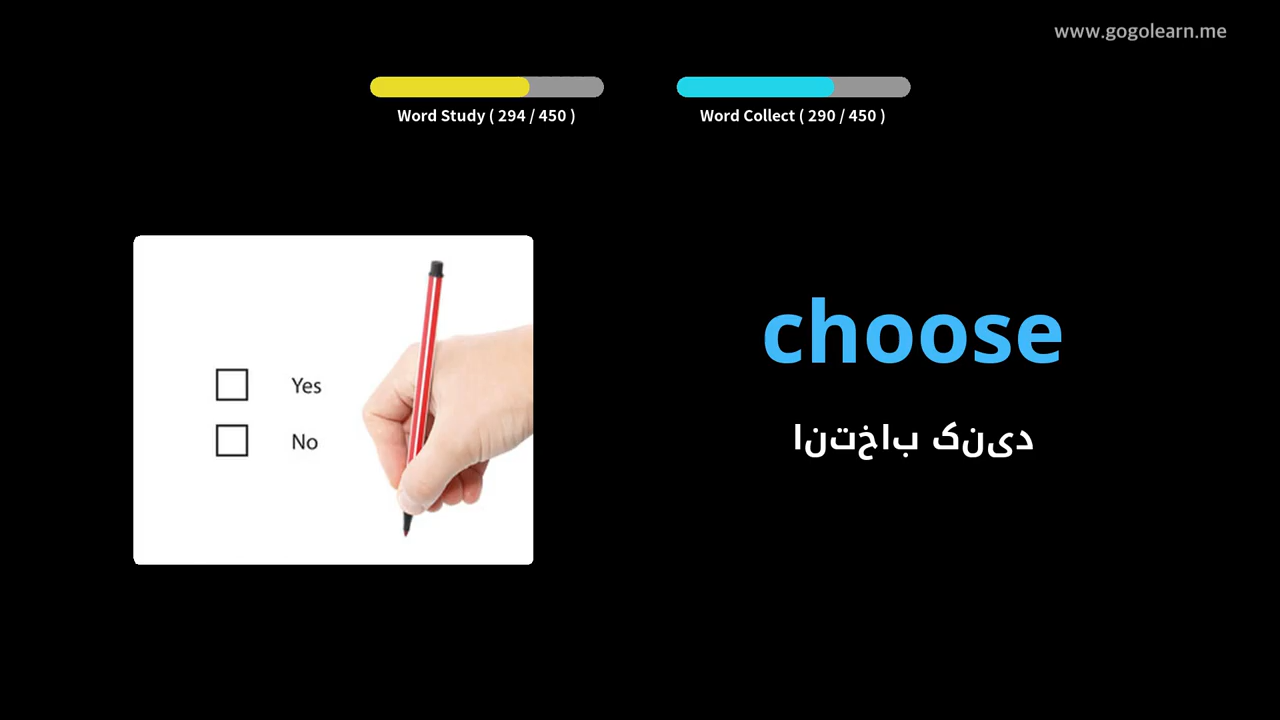 www.gogolearn.me
Word Study ( 294 / 450 )
Word Collect ( 290 / 450 )
Yes
No
choose
انتخاب کنید